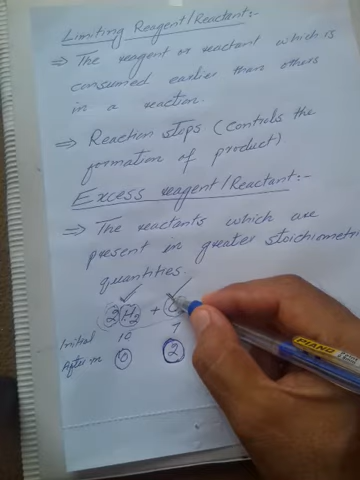 Limiting Reagent/Reactant:-
⇒ The reagent or reactant which is
consumed earlier than others
in a reaction.
⇒ Reaction stops (controls the
formation of product)
Excess reagent/Reactant:-
⇒ The reactants which are
present in greater stoichiometri
quantities.
2H2 +
Initial 10 7
After rxn 0 2
PIANO